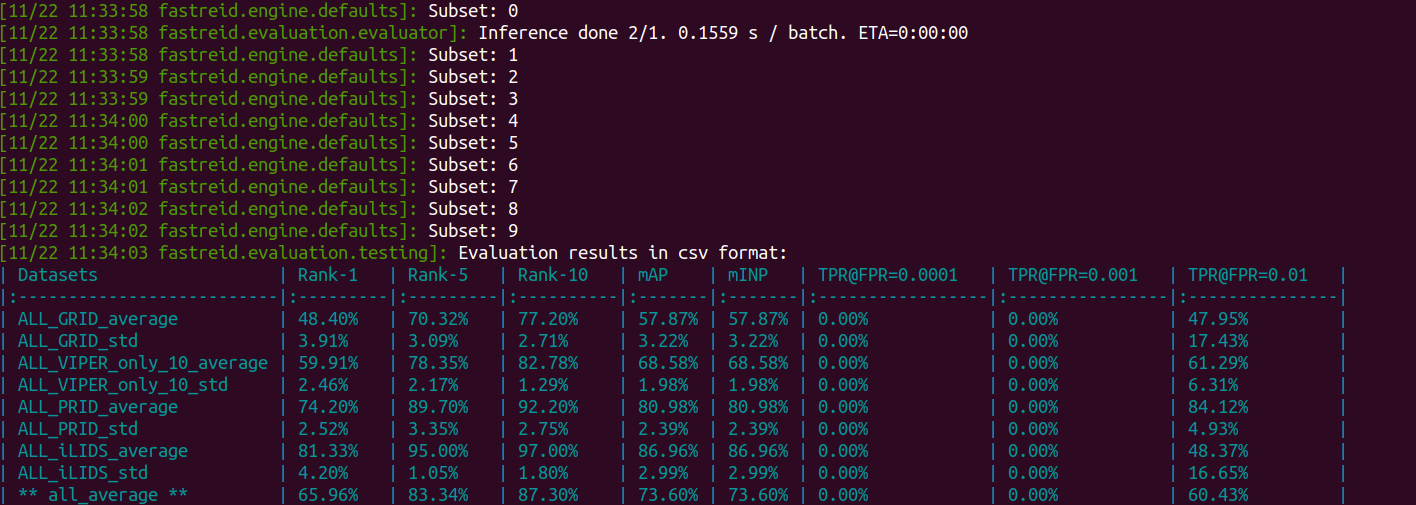 [11/22 11:33:58 fastreid.engine.defaults]: Subset: 0
[11/22 11:33:58 fastreid.evaluation.evaluator]: Inference done 2/1. 0.1559 s / batch. ETA=0:00:00
[11/22 11:33:58 fastreid.engine.defaults]: Subset: 1
[11/22 11:33:59 fastreid.engine.defaults]: Subset: 2
[11/22 11:33:59 fastreid.engine.defaults]: Subset: 3
[11/22 11:34:00 fastreid.engine.defaults]: Subset: 4
[11/22 11:34:00 fastreid.engine.defaults]: Subset: 5
[11/22 11:34:01 fastreid.engine.defaults]: Subset: 6
[11/22 11:34:01 fastreid.engine.defaults]: Subset: 7
[11/22 11:34:02 fastreid.engine.defaults]: Subset: 8
[11/22 11:34:02 fastreid.engine.defaults]: Subset: 9
[11/22 11:34:03 fastreid.evaluation.testing]: Evaluation results in csv format:
| Datasets                 | Rank-1   | Rank-5   | Rank-10   | mAP    | mINP   | TPR@FPR=0.0001   | TPR@FPR=0.001   | TPR@FPR=0.01   |
|:--------------------------|:---------|:---------|:----------|:-------|:-------|:-----------------|:----------------|:---------------|
| ALL_GRID_average          | 48.40%   | 70.32%   | 77.20%    | 57.87% | 57.87% | 0.00%            | 0.00%           | 47.95%         |
| ALL_GRID_std              | 3.91%    | 3.09%    | 2.71%     | 3.22%  | 3.22%  | 0.00%            | 0.00%           | 17.43%         |
| ALL_VIPER_only_10_average | 59.91%   | 78.35%   | 82.78%    | 68.58% | 68.58% | 0.00%            | 0.00%           | 61.29%         |
| ALL_VIPER_only_10_std     | 2.46%    | 2.17%    | 1.29%     | 1.98%  | 1.98%  | 0.00%            | 0.00%           | 6.31%          |
| ALL_PRID_average          | 74.20%   | 89.70%   | 92.20%    | 80.98% | 80.98% | 0.00%            | 0.00%           | 84.12%         |
| ALL_PRID_std              | 2.52%    | 3.35%    | 2.75%     | 2.39%  | 2.39%  | 0.00%            | 0.00%           | 4.93%          |
| ALL_iLIDS_average         | 81.33%   | 95.00%   | 97.00%    | 86.96% | 86.96% | 0.00%            | 0.00%           | 48.37%         |
| ALL_iLIDS_std             | 4.20%    | 1.05%    | 1.80%     | 2.99%  | 2.99%  | 0.00%            | 0.00%           | 16.65%         |
| ** all_average **         | 65.96%   | 83.34%   | 87.30%    | 73.60% | 73.60% | 0.00%            | 0.00%           | 60.43%         |